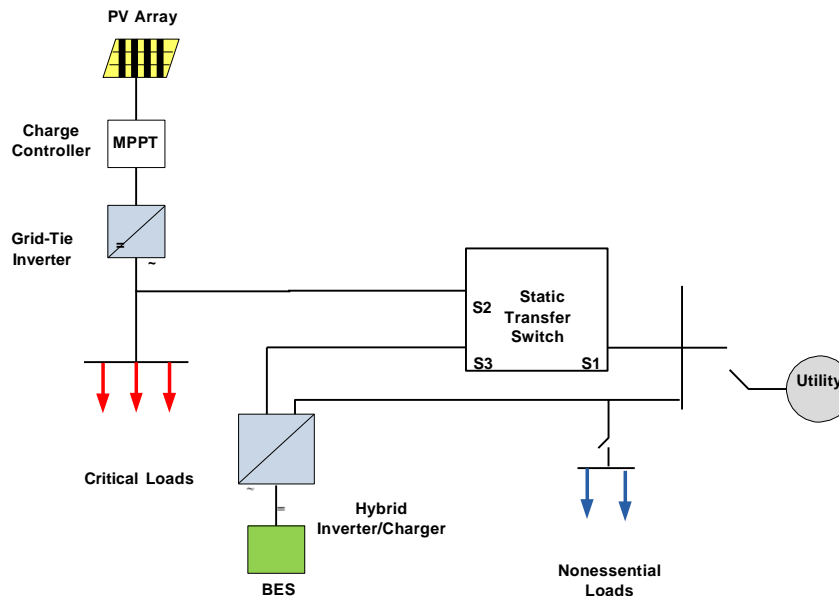 PV Array
Charge
Controller
MPPT
Grid-Tie
Inverter
=
~
S2
Static
Transfer
Switch
S3
S1
Utility
Critical Loads
~
=
Hybrid
Inverter/Charger
BES
Nonessential
Loads